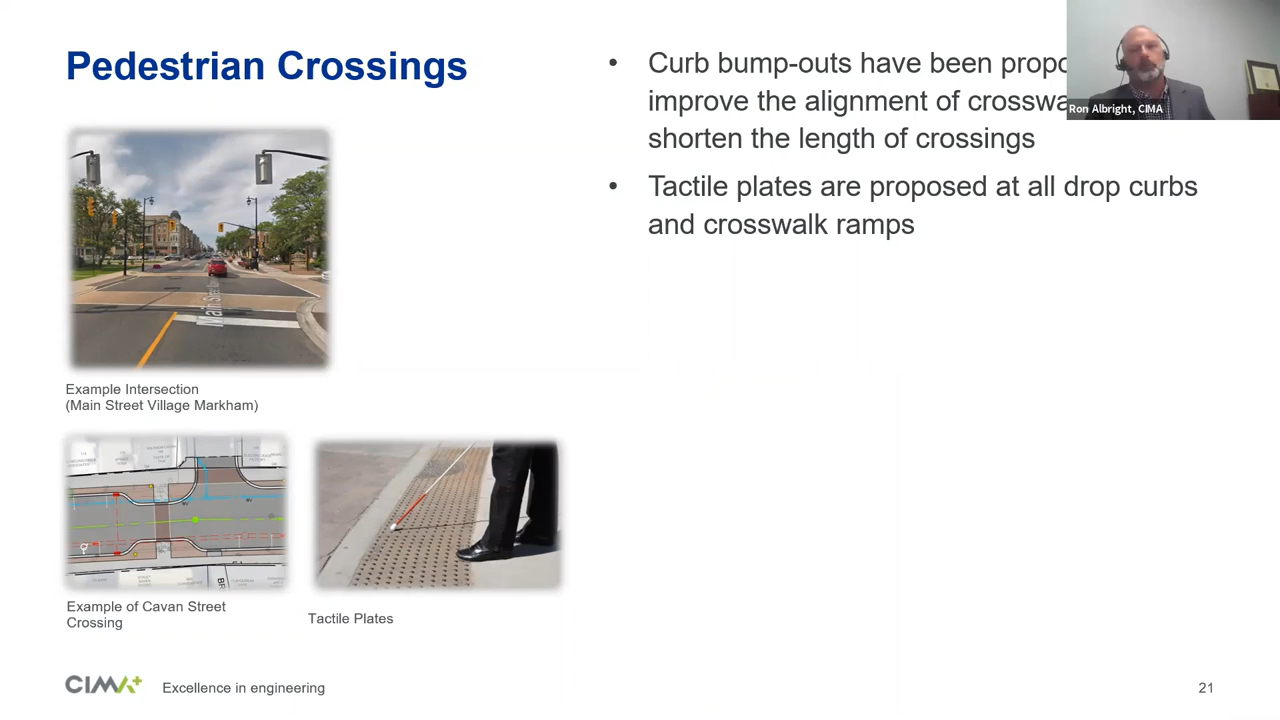 Pedestrian Crossings
• Curb bump-outs have been
improve the alignment of
shorten the length of crossings
• Tactile plates are proposed at all drop curbs
and crosswalk ramps
Ron Albright, CIMA
Main Street
Example Intersection
(Main Street Village Markham)
Example of Cavan Street
Crossing
Tactile Plates
CIMA+
Excellence in engineering
21